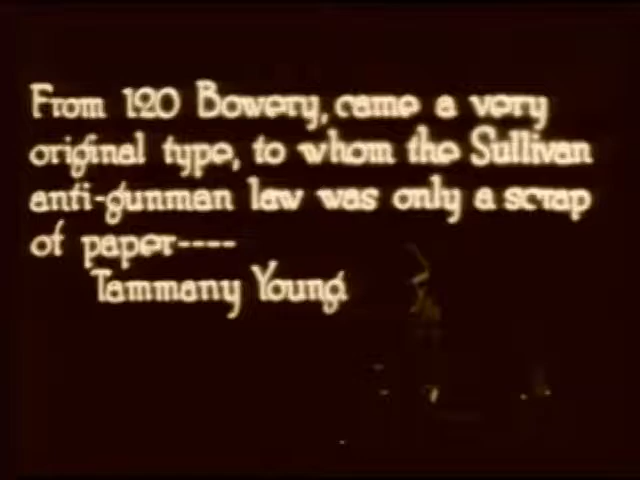 From 120 Bowery, came a very
original type, to whom the Sullivan
anti-gunman law was only a scrap
of paper----
Tammany Young